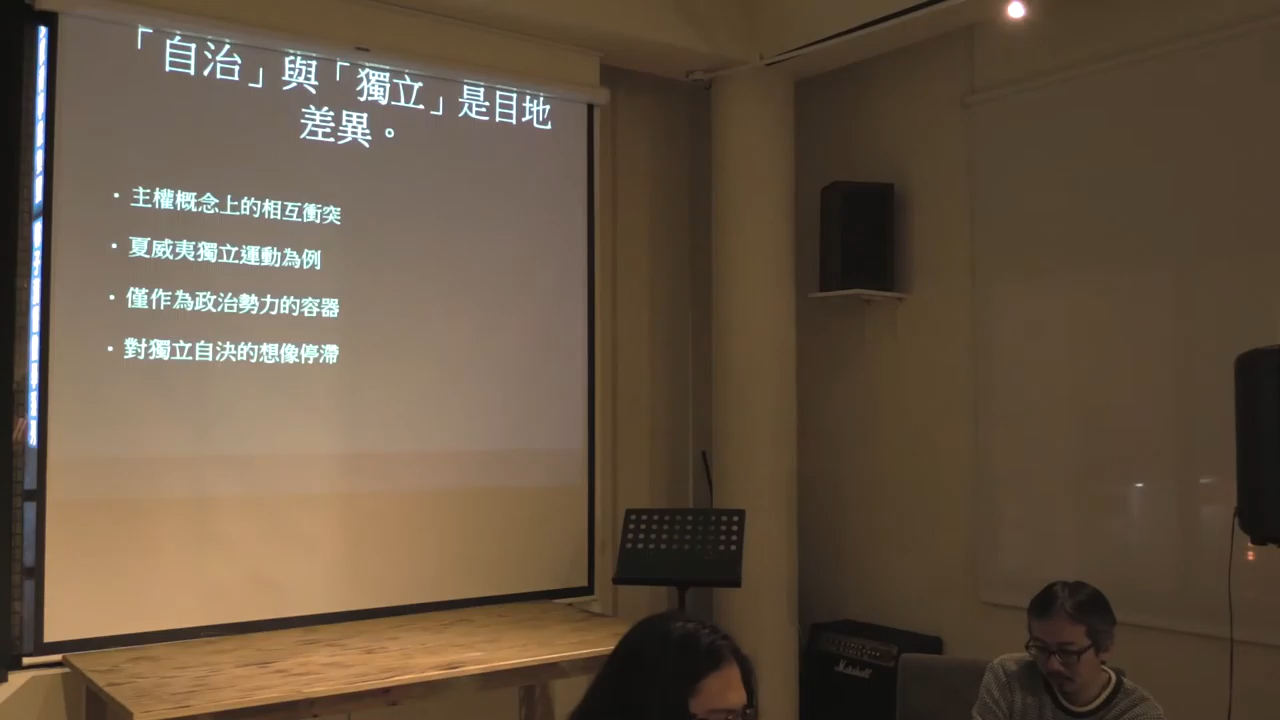 「自治」與「獨立」是目地
差異。
• 主權概念上的相互衝突
• 夏威夷獨立運動為例
• 僅作為政治勢力的容器
• 對獨立自決的想像停滯
Marshall